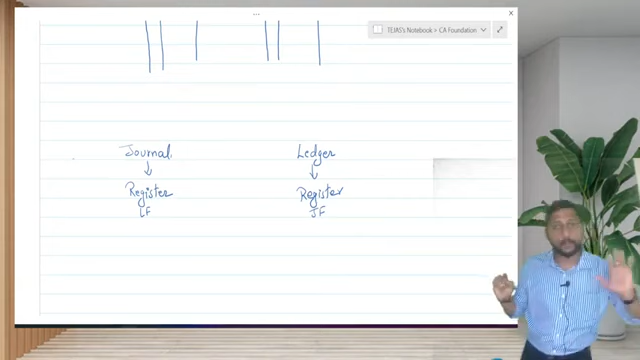 TEJAS's Notebook > CA Foundation
Journal Ledger
Register Register
LF JF